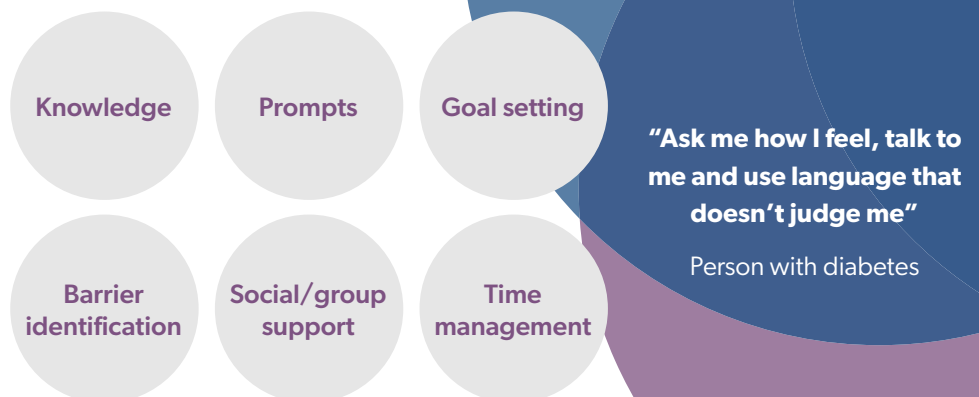 Knowledge
Prompts
Goal setting
Barrier
identification
Social/group
support
Time
management
“Ask me how I feel, talk to
me and use language that
doesn’t judge me”
Person with diabetes